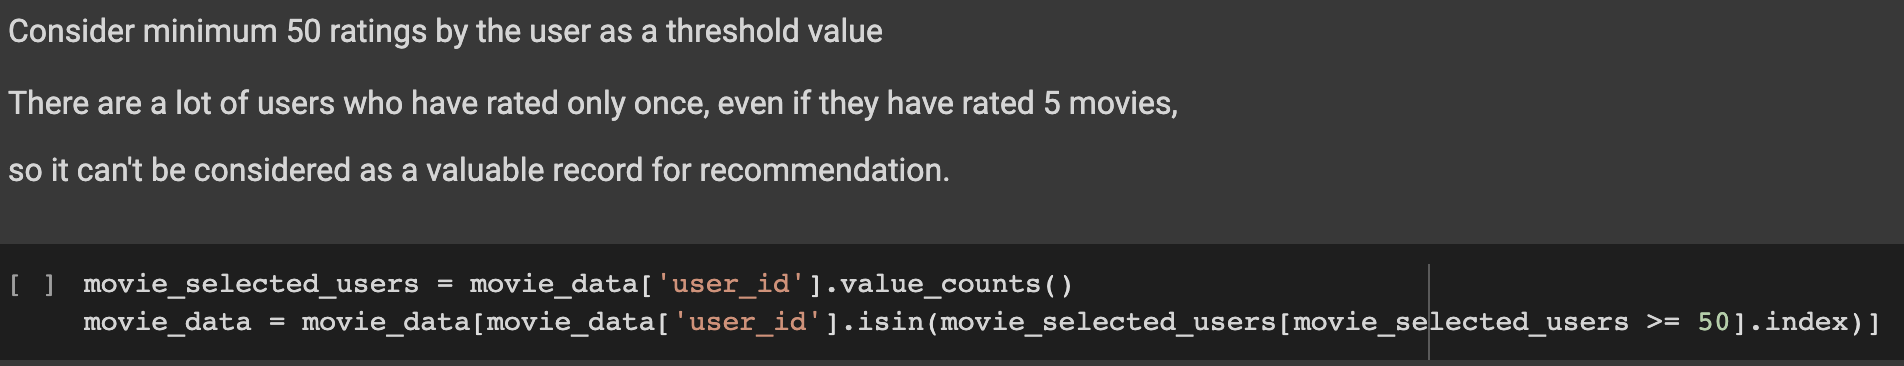 Consider minimum 50 ratings by the user as a threshold value
There are a lot of users who have rated only once, even if they have rated 5 movies,
so it can't be considered as a valuable record for recommendation.
[ ] movie_selected_users = movie_data['user_id'].value_counts()
movie_data = movie_data[movie_data['user_id'].isin(movie_selected_users[movie_selected_users >= 50].index)]